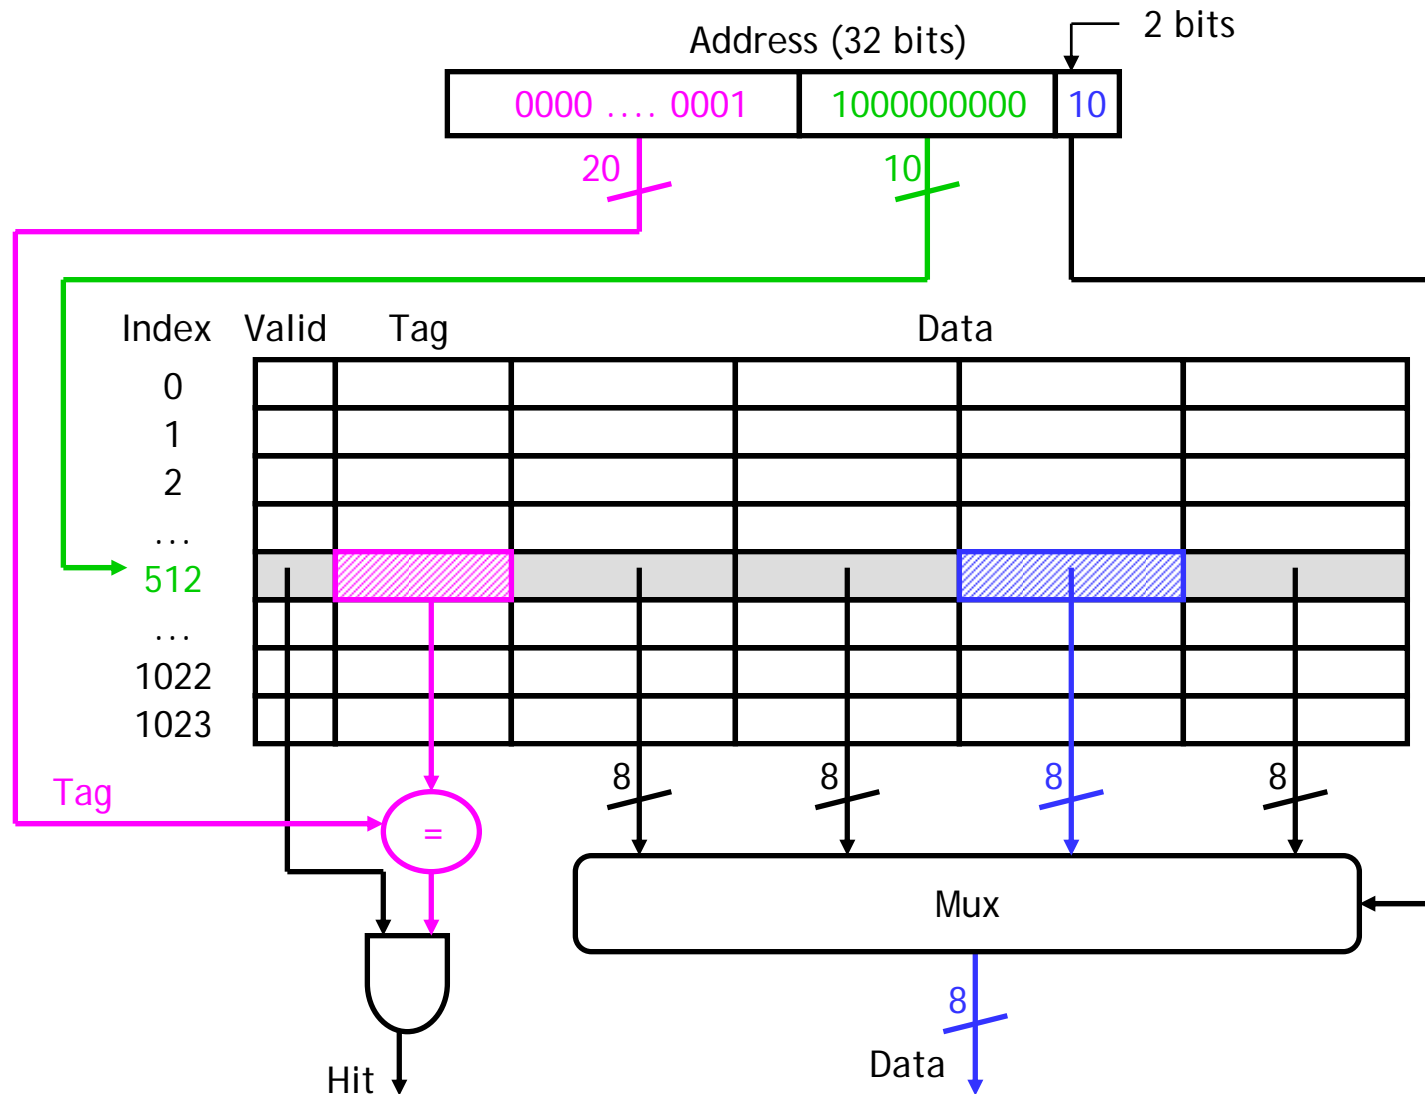 2 bits
Address (32 bits)
0000 .... 0001 1000000000 10
20 10
Index Valid Tag Data
0
1
2
...
512
...
1022
1023
8 8 8 8
Tag
=
Mux
8
Data
Hit